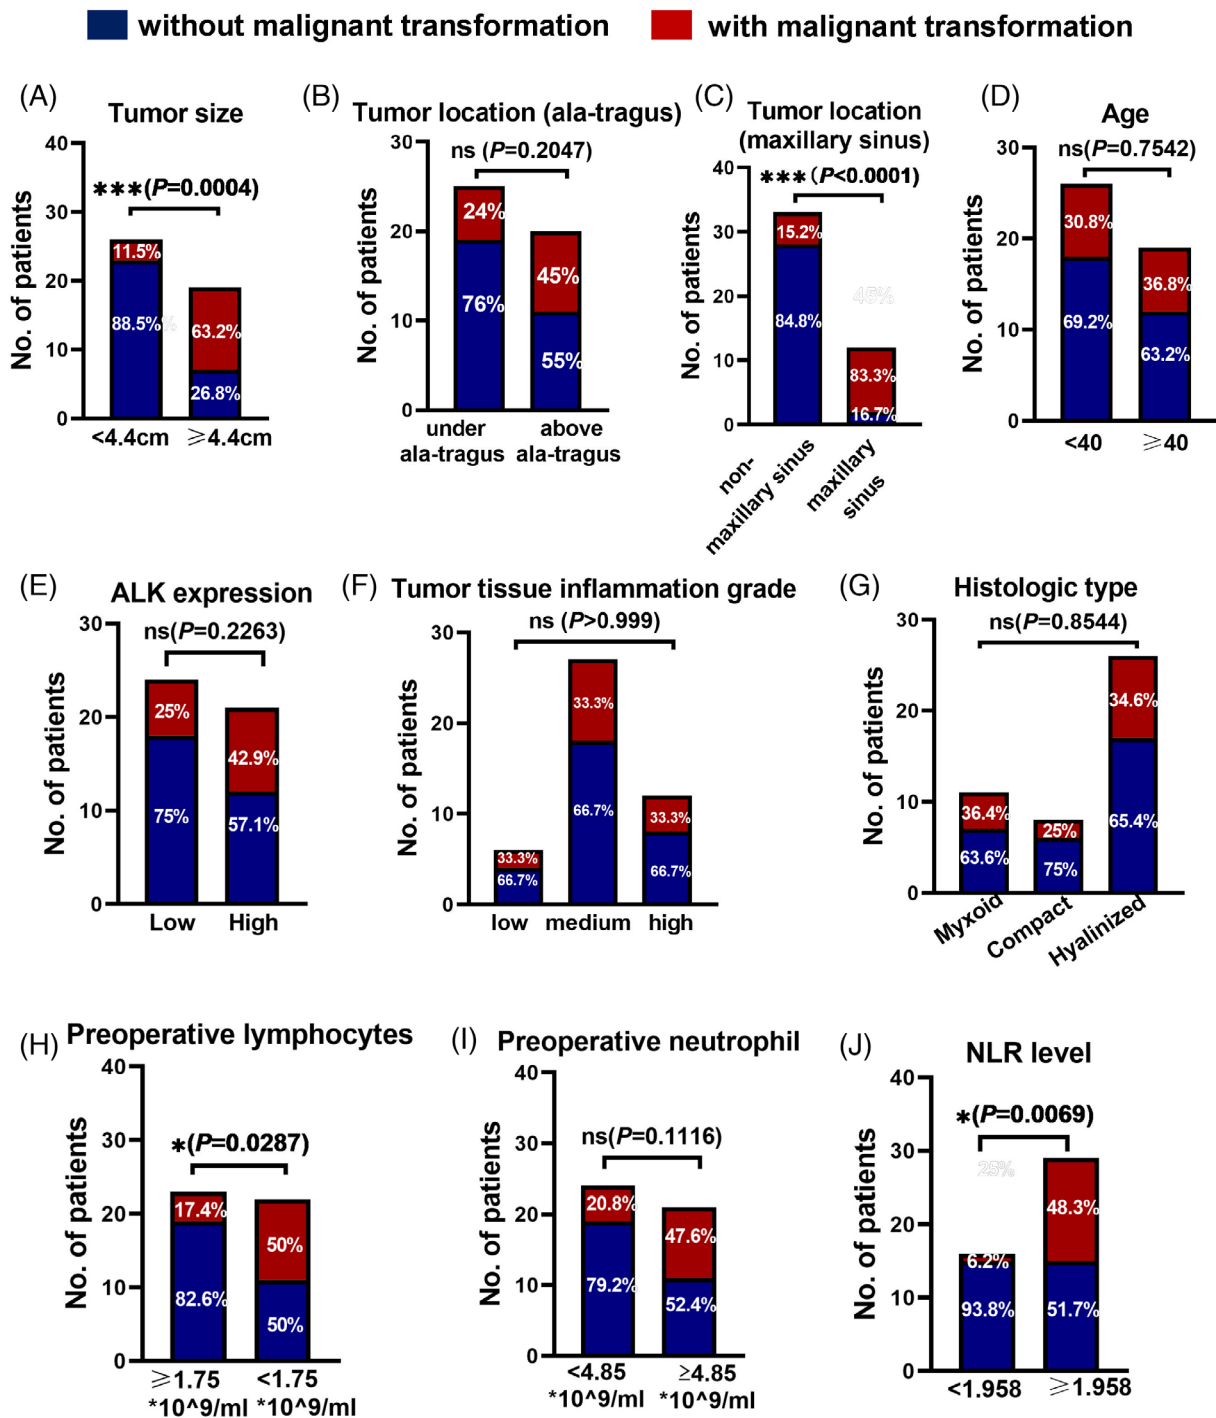 without malignant transformation with malignant transformation
(A)
Tumor size
No. of patients
40
30
20
10
0
***(P=0.0004)
11.5%
88.5%
%
63.2%
26.8%
<4.4cm ⩾4.4cm
(B)
Tumor location (ala-tragus)
No. of patients
30
20
10
0
ns (P=0.2047)
24%
76%
45%
55%
under
ala-tragus
above
ala-tragus
(C)
Tumor location
(maxillary sinus)
No. of patients
40
30
20
10
0
***(P<0.0001)
15.2%
84.8%
45%
83.3%
16.7%
non-
maxillary sinus
maxillary
sinus
(D)
Age
No. of patients
30
20
10
0
ns(P=0.7542)
30.8%
69.2%
36.8%
63.2%
<40 ⩾40
(E)
ALK expression
No. of patients
30
20
10
0
ns(P=0.2263)
25%
75%
42.9%
57.1%
Low High
(F)
Tumor tissue inflammation grade
No. of patients
30
20
10
0
ns (P>0.999)
33.3%
66.7%
33.3%
66.7%
33.3%
66.7%
low medium high
(G)
Histologic type
No. of patients
30
20
10
0
ns(P=0.8544)
36.4%
63.6%
25%
75%
34.6%
65.4%
Myxoid
Compact
Hyalinized
(H)
Preoperative lymphocytes
No. of patients
40
30
20
10
0
*(P=0.0287)
17.4%
82.6%
50%
50%
⩾1.75 <1.75
*10^9/ml *10^9/ml
(I)
Preoperative neutrophil
No. of patients
40
30
20
10
0
ns(P=0.1116)
20.8%
79.2%
47.6%
52.4%
<4.85 ≥4.85
*10^9/ml *10^9/ml
(J)
NLR level
No. of patients
40
30
20
10
0
*(P=0.0069)
25%
6.2%
93.8%
48.3%
51.7%
<1.958 ⩾1.958